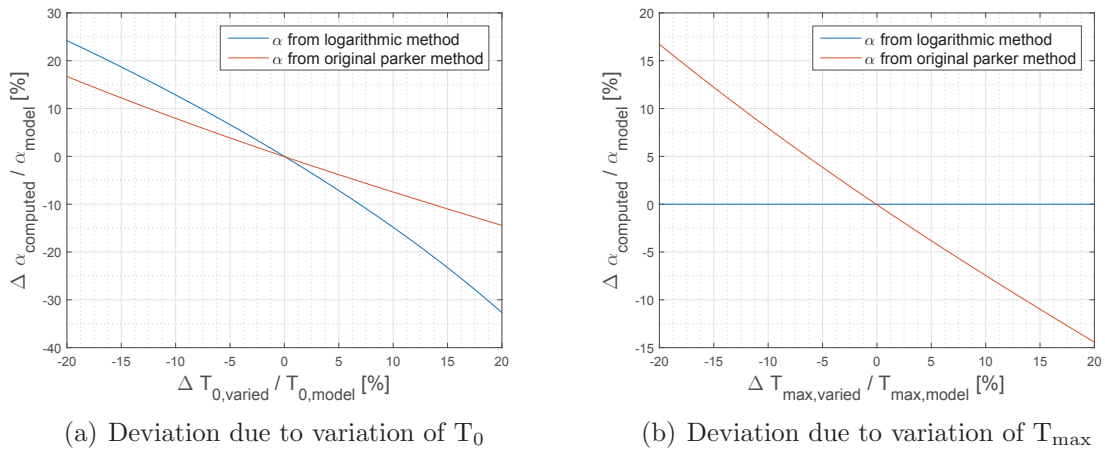 30
20
10
0
-10
-20
-30
-40
Δ α_computed / α_model [%]
α from logarithmic method
α from original parker method
-20 -15 -10 -5 0 5 10 15 20
Δ T_0,varied / T_0,model [%]
(a) Deviation due to variation of T_0
20
15
10
5
0
-5
-10
-15
Δ α_computed / α_model [%]
α from logarithmic method
α from original parker method
-20 -15 -10 -5 0 5 10 15 20
Δ T_max,varied / T_max,model [%]
(b) Deviation due to variation of T_max